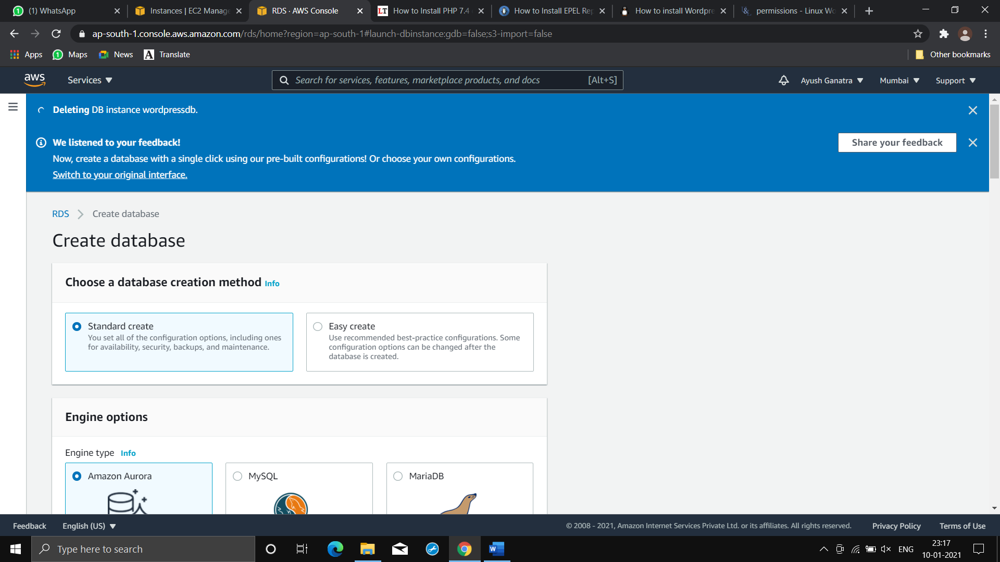 (1) WhatsApp
Instances | EC2 Manage
RDS · AWS Console
LT How to Install PHP 7.4
How to Install EPEL Rep
How to install Wordpre
permissions - Linux Wo
ap-south-1.console.aws.amazon.com/rds/home?region=ap-south-1#launch-dbinstance:gdb=false;s3-import=false
Apps
Maps
News
A Translate
Other bookmarks
aws
Services
Search for services, features, marketplace products, and docs [Alt+S]
Ayush Ganatra
Mumbai
Support
Deleting DB instance wordpressdb.
We listened to your feedback!
Share your feedback
Now, create a database with a single click using our pre-built configurations! Or choose your own configurations.
Switch to your original interface.
RDS > Create database
Create database
Choose a database creation method Info
Standard create
You set all of the configuration options, including ones
for availability, security, backups, and maintenance.
Easy create
Use recommended best-practice configurations. Some
configuration options can be changed after the
database is created.
Engine options
Engine type Info
Amazon Aurora
MySQL
MariaDB
Feedback
English (US)
© 2008 - 2021, Amazon Internet Services Private Ltd. or its affiliates. All rights reserved.
Privacy Policy
Terms of Use
Type here to search
W
ENG
23:17
10-01-2021